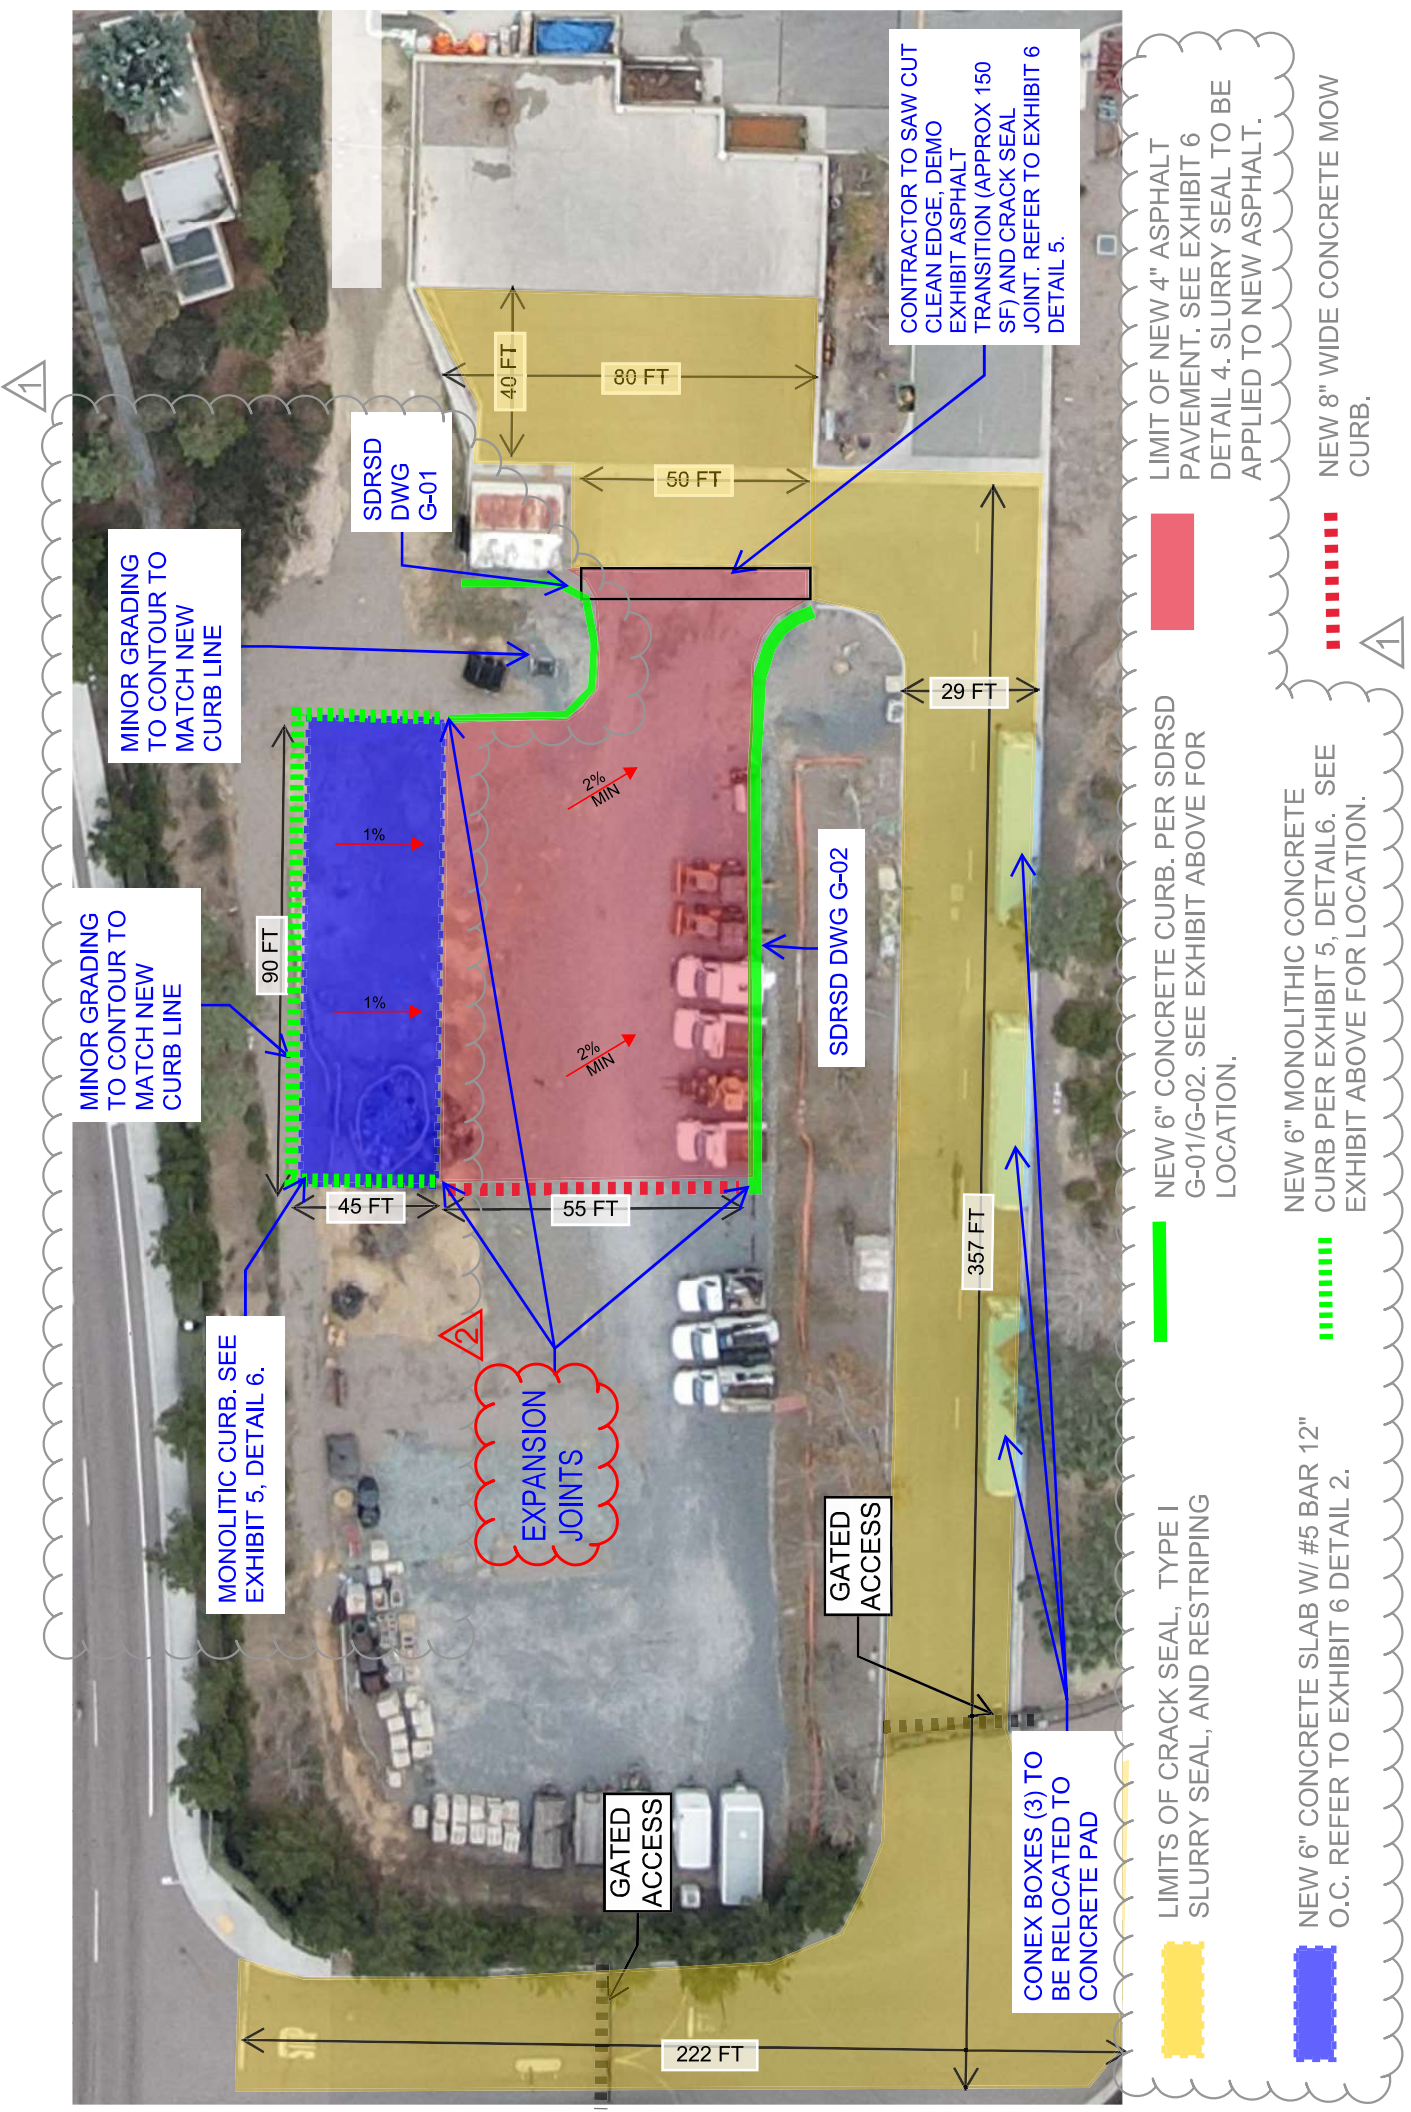 1
MINOR GRADING
TO CONTOUR TO
MATCH NEW
CURB LINE
MONOLITIC CURB. SEE
EXHIBIT 5, DETAIL 6.
MINOR GRADING
TO CONTOUR TO
MATCH NEW
CURB LINE
SDRSD
DWG
G-01
90 FT
45 FT
55 FT
1%
1%
2%
MIN
2%
MIN
2
EXPANSION
JOINTS
40 FT
80 FT
50 FT
CONTRACTOR TO SAW CUT
CLEAN EDGE, DEMO
EXHIBIT ASPHALT
TRANSITION (APPROX 150
SF) AND CRACK SEAL
JOINT. REFER TO EXHIBIT 6
DETAIL 5.
SDRSD DWG G-02
29 FT
357 FT
222 FT
GATED
ACCESS
GATED
ACCESS
CONEX BOXES (3) TO
BE RELOCATED TO
CONCRETE PAD
LIMITS OF CRACK SEAL, TYPE I
SLURRY SEAL, AND RESTRIPING
NEW 6" CONCRETE SLAB W/ #5 BAR 12"
O.C. REFER TO EXHIBIT 6 DETAIL 2.
NEW 6" CONCRETE CURB. PER SDRSD
G-01/G-02. SEE EXHIBIT ABOVE FOR
LOCATION.
NEW 6" MONOLITHIC CONCRETE
CURB PER EXHIBIT 5, DETAIL6. SEE
EXHIBIT ABOVE FOR LOCATION.
LIMIT OF NEW 4" ASPHALT
PAVEMENT. SEE EXHIBIT 6
DETAIL 4. SLURRY SEAL TO BE
APPLIED TO NEW ASPHALT.
NEW 8" WIDE CONCRETE MOW
CURB.
1